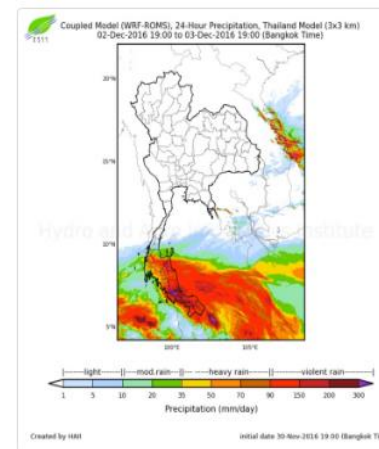 Coupled Model (WRF-ROMS), 24-Hour Precipitation, Thailand Model (3x3 km)
02-Dec-2016 19:00 to 03-Dec-2016 19:00 (Bangkok Time)
20°N
15°N
10°N
5°N
100°E
105°E
|-------light-------||---mod.rain---||--- ---heavy rain---- ---||-------violent rain-------|
1 5 10 20 35 50 70 90 150 200 300
Precipitation (mm/day)
Created by HAII
initial date 30-Nov-2016 19:00 (Bangkok Ti